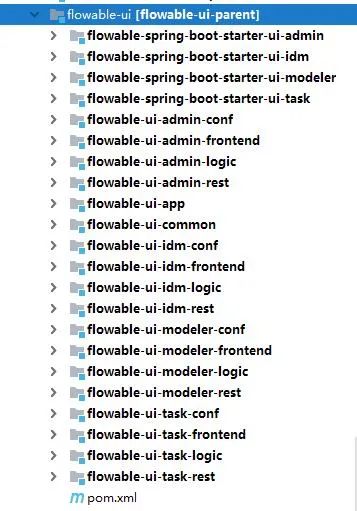 flowable-ui [flowable-ui-parent]
flowable-spring-boot-starter-ui-admin
flowable-spring-boot-starter-ui-idm
flowable-spring-boot-starter-ui-modeler
flowable-spring-boot-starter-ui-task
flowable-ui-admin-conf
flowable-ui-admin-frontend
flowable-ui-admin-logic
flowable-ui-admin-rest
flowable-ui-app
flowable-ui-common
flowable-ui-idm-conf
flowable-ui-idm-frontend
flowable-ui-idm-logic
flowable-ui-idm-rest
flowable-ui-modeler-conf
flowable-ui-modeler-frontend
flowable-ui-modeler-logic
flowable-ui-modeler-rest
flowable-ui-task-conf
flowable-ui-task-frontend
flowable-ui-task-logic
flowable-ui-task-rest
m pom.xml